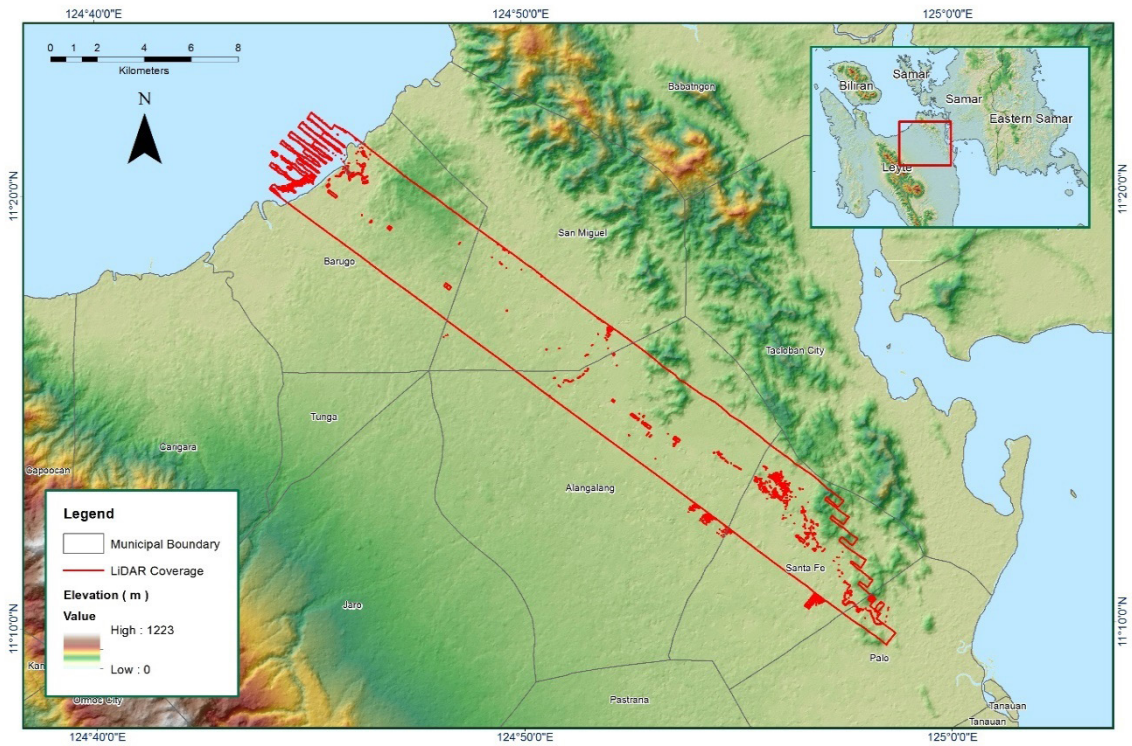 124°40'0"E
124°50'0"E
125°0'0"E
0 1 2 4 6 8
Kilometers
N
Babatngon
Biliran
Samar
Samar
Eastern Samar
Leyte
11°20'0"N
11°20'0"N
San Miguel
Barugo
Tacloban City
Tunga
Carigara
Capoocan
Alangalang
Legend
Municipal Boundary
LiDAR Coverage
Elevation ( m )
Value
High : 1223
Low : 0
Santa Fe
Jaro
11°10'0"N
11°10'0"N
Palo
Kan
Ormoc City
Pastrana
Tanauan
Tanauan
124°40'0"E
124°50'0"E
125°0'0"E